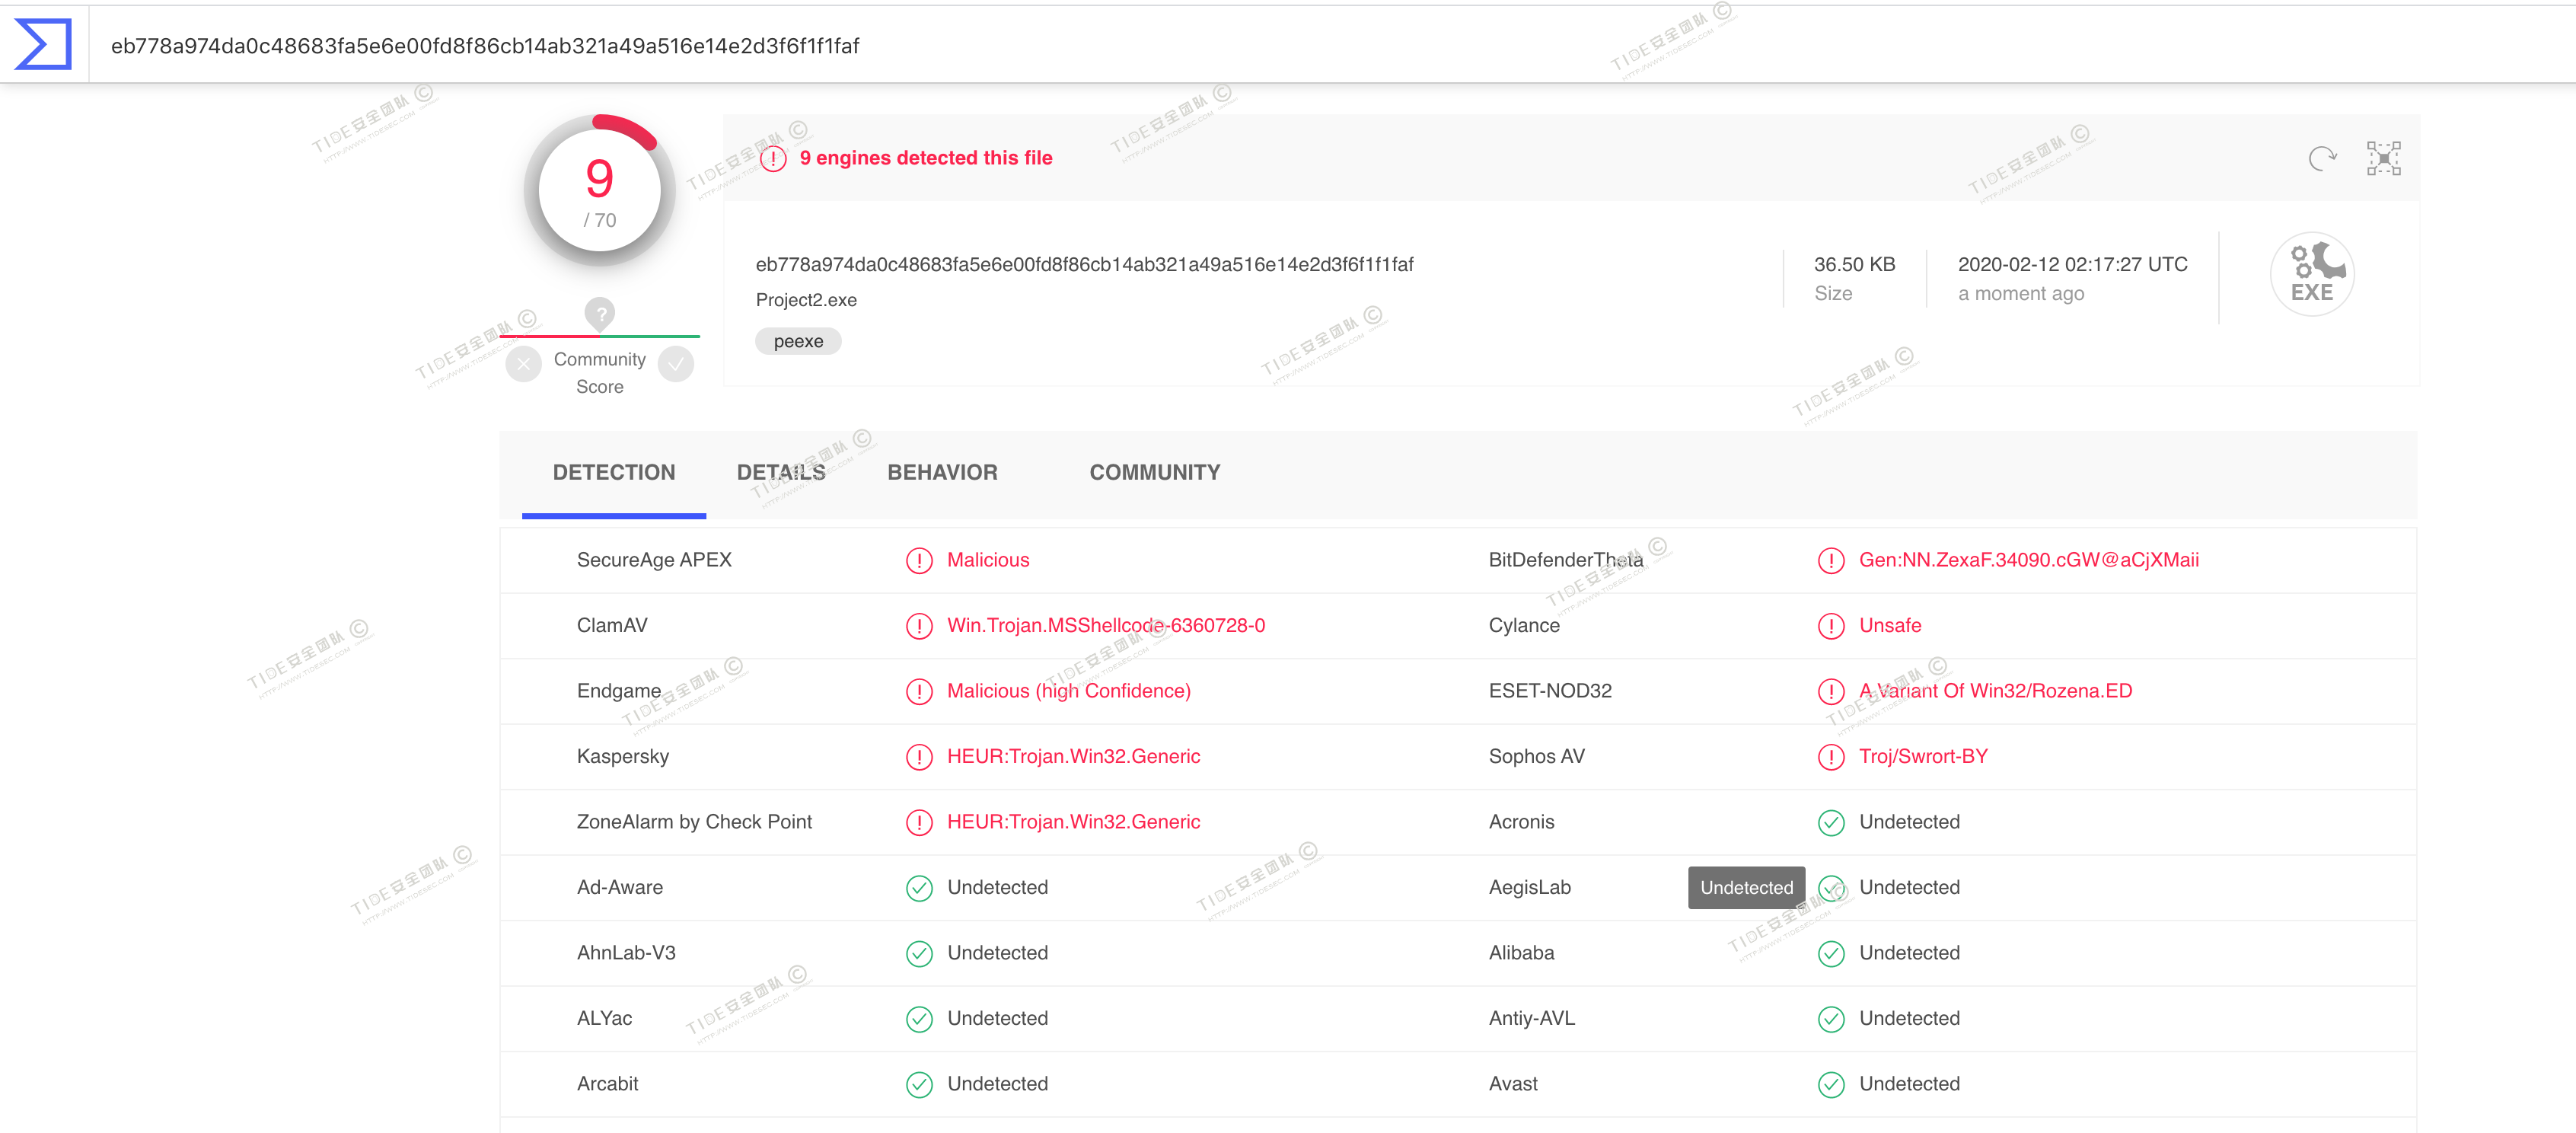 eb778a974da0c48683fa5e6e00fd8f86cb14ab321a49a516e14e2d3f6f1f1faf
9
/ 70
9 engines detected this file
eb778a974da0c48683fa5e6e00fd8f86cb14ab321a49a516e14e2d3f6f1f1faf
Project2.exe
peexe
36.50 KB
Size
2020-02-12 02:17:27 UTC
a moment ago
EXE
?
Community
Score
DETECTION DETAILS BEHAVIOR COMMUNITY
SecureAge APEX Malicious BitDefenderTheta Gen:NN.ZexaF.34090.cGW@aCjXMaii
ClamAV Win.Trojan.MSShellcode-6360728-0 Cylance Unsafe
Endgame Malicious (high Confidence) ESET-NOD32 A Variant Of Win32/Rozena.ED
Kaspersky HEUR:Trojan.Win32.Generic Sophos AV Troj/Swrort-BY
ZoneAlarm by Check Point HEUR:Trojan.Win32.Generic Acronis Undetected
Ad-Aware Undetected AegisLab Undetected Undetected
AhnLab-V3 Undetected Alibaba Undetected
ALYac Undetected Antiy-AVL Undetected
Arcabit Undetected Avast Undetected
TIDE安全团队 ©
HTTP://WWW.TIDESEC.COM